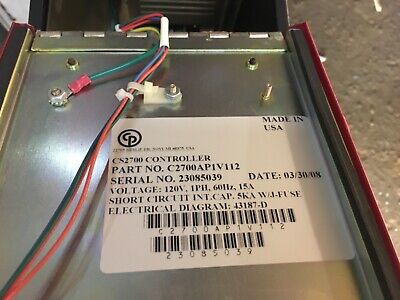 CP
MADE IN
USA
CS2700 CONTROLLER
PART NO. C2700AP1V112
SERIAL NO. 23085039 DATE: 03/30/08
VOLTAGE: 120V, 1PH, 60Hz, 15A
SHORT CIRCUIT INT.CAP. 5KA W/J-FUSE
ELECTRICAL DIAGRAM: 43187-D
C2700AP1V112
23085039